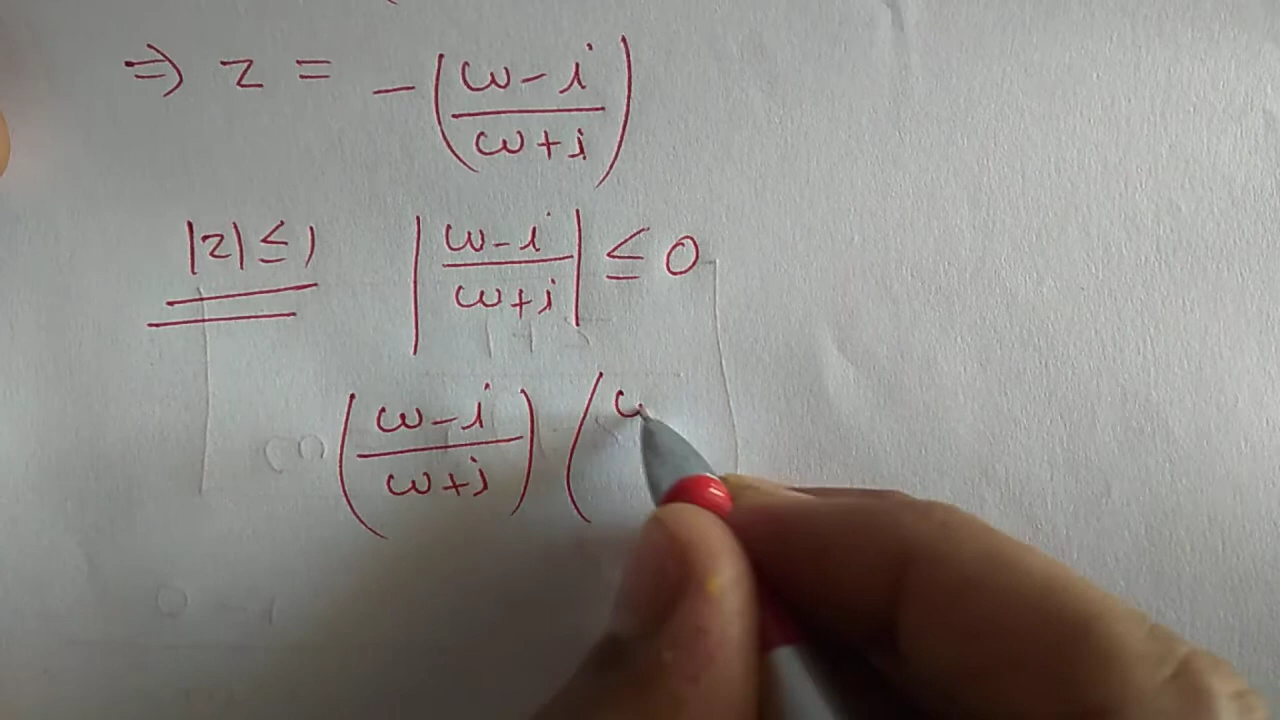 ⇒ z = -(ω-i/ω+i)
|z| ≤ 1 |ω-i/ω+i| ≤ 0
(ω-i/ω+i) (ω